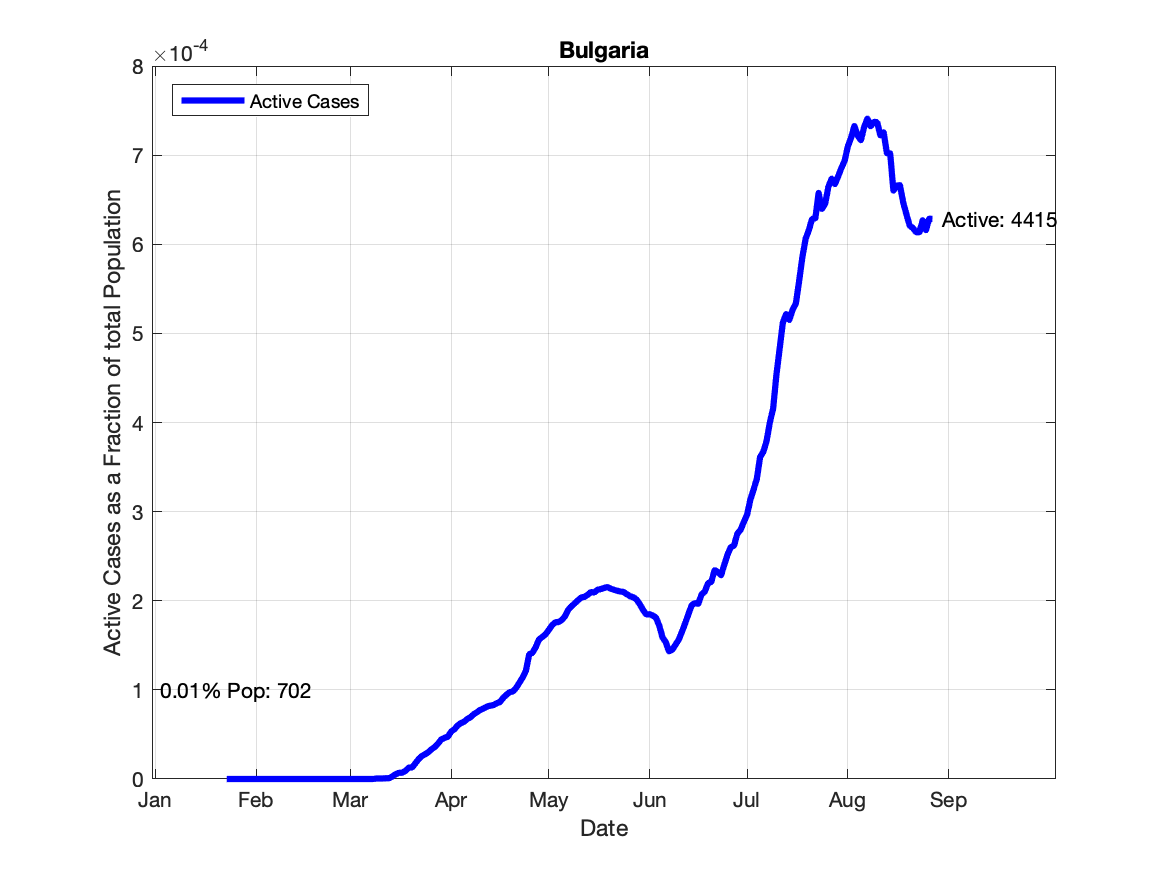 Bulgaria
×10-4
Active Cases
8
7
6
5
4
3
2
1
0
Active: 4415
0.01% Pop: 702
Active Cases as a Fraction of total Population
Jan Feb Mar Apr May Jun Jul Aug Sep
Date